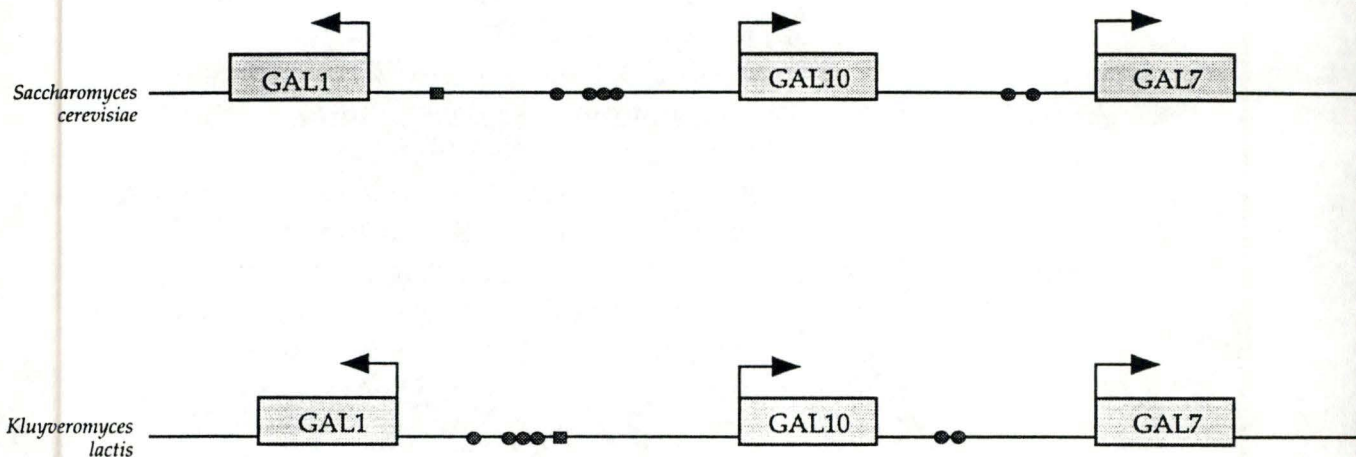 GAL1 GAL10 GAL7
Saccharomyces
cerevisiae
GAL1 GAL10 GAL7
Kluyveromyces
lactis